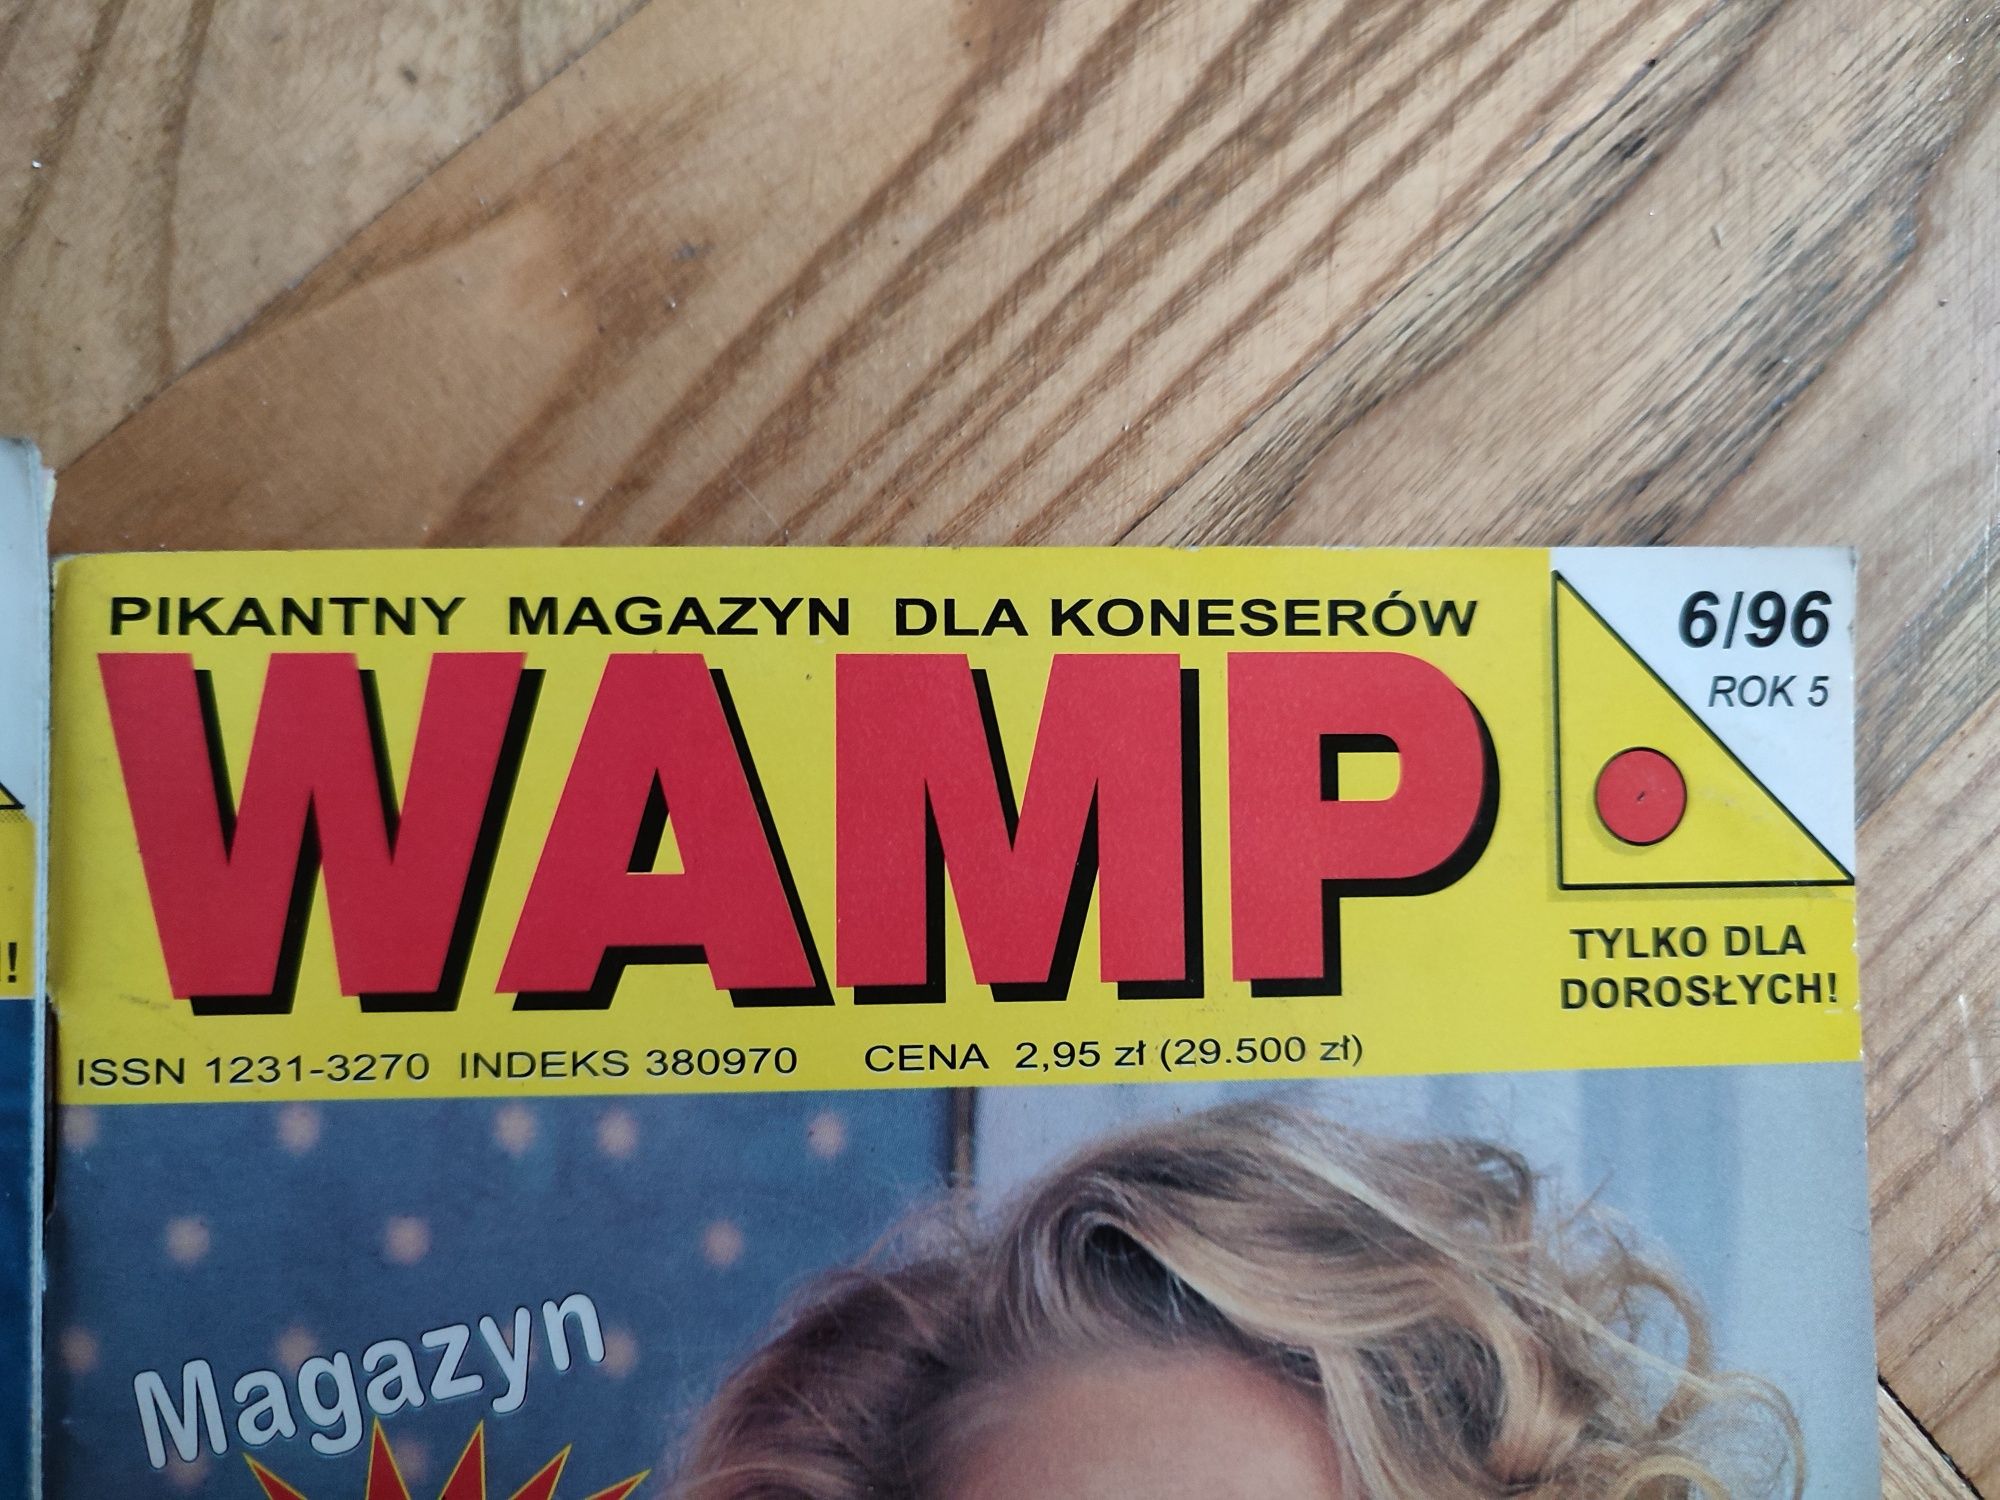 PIKANTNY MAGAZYN DLA KONESERÓW
WAMP
6/96
ROK 5
TYLKO DLA
DOROSŁYCH!
ISSN 1231-3270 INDEKS 380970 CENA 2,95 zł (29.500 zł)
Magazyn